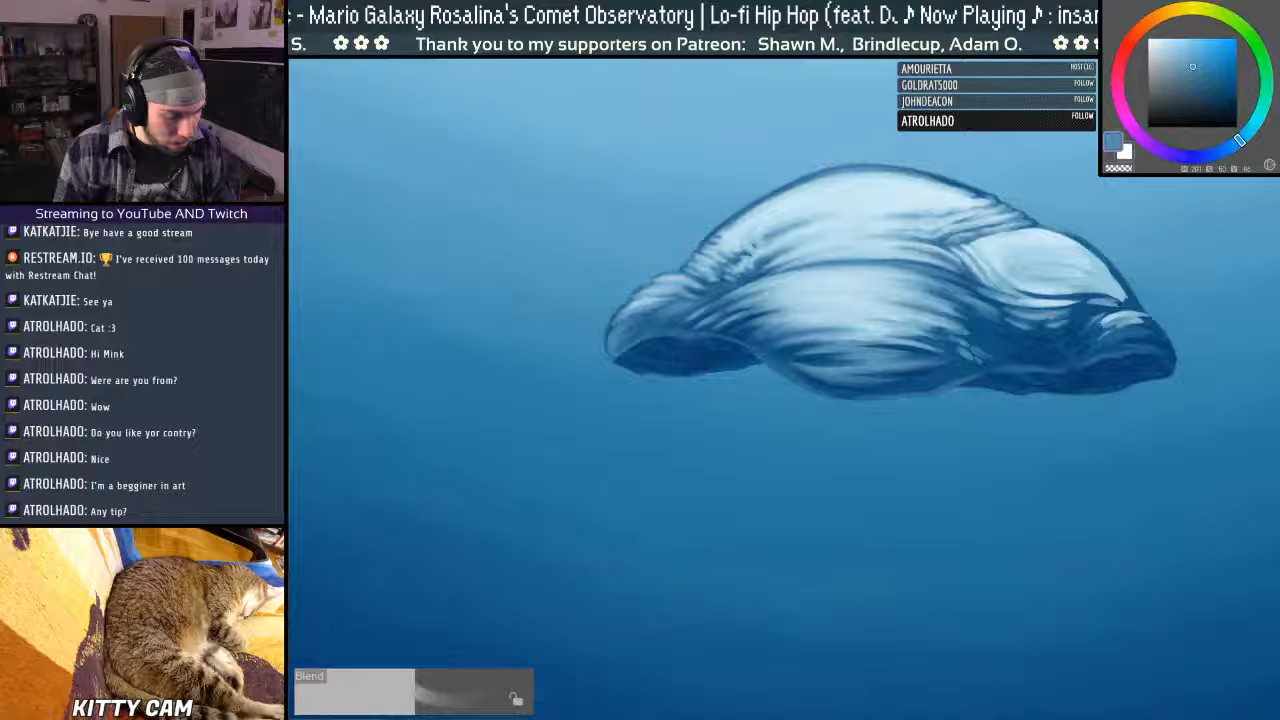 - Mario Galaxy Rosalina's Comet Observatory | Lo-fi Hip Hop (feat. D. ♪ Now Playing ♪ : insan
S. ✿ ✿ ✿ Thank you to my supporters on Patreon: Shawn M., Brindlecup, Adam O. ✿ ✿
AMOURIETTA HOST(16)
GOLDRAT5000 FOLLOW
JOHNDEACON FOLLOW
ATROLHADO FOLLOW
Streaming to YouTube AND Twitch
KATKATJIE: Bye have a good stream
RESTREAM.IO: 🏆 I've received 100 messages today
with Restream Chat!
KATKATJIE: See ya
ATROLHADO: Cat :3
ATROLHADO: Hi Mink
ATROLHADO: Were are you from?
ATROLHADO: Wow
ATROLHADO: Do you like yor contry?
ATROLHADO: Nice
ATROLHADO: I'm a begginer in art
ATROLHADO: Any tip?
KITTY CAM
Blend